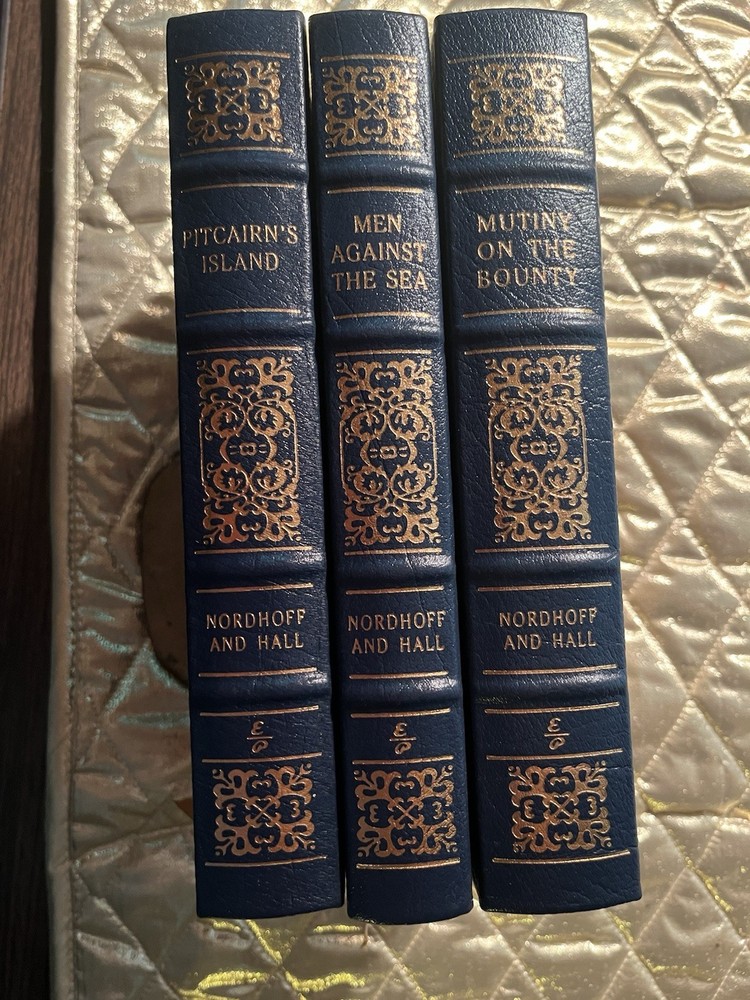 PITCAIRN'S
ISLAND
NORDHOFF
AND HALL
E
P
MEN
AGAINST
THE SEA
NORDHOFF
AND HALL
E
P
MUTINY
ON THE
BOUNTY
NORDHOFF
AND HALL
E
P